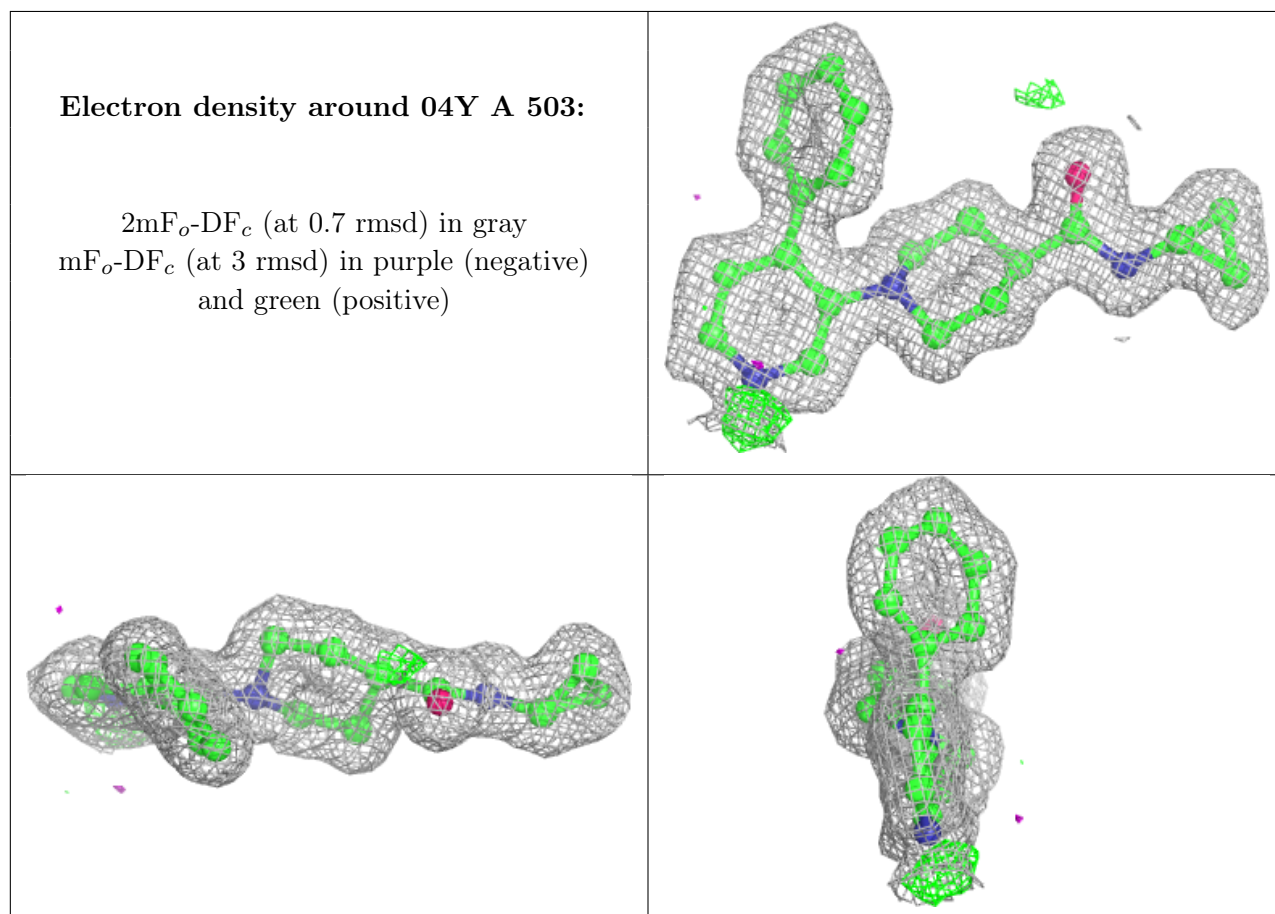 Electron density around 04Y A 503:
2mFo-DFc (at 0.7 rmsd) in gray
mFo-DFc (at 3 rmsd) in purple (negative)
and green (positive)